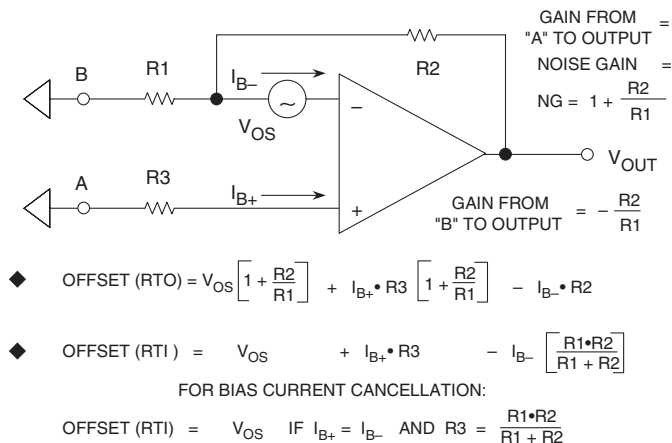 GAIN FROM
"A" TO OUTPUT =
NOISE GAIN =
NG = 1 + R2/R1
B
R1
I_B–
V_OS
~
R2
–
+
A
R3
I_B+
V_OUT
GAIN FROM
"B" TO OUTPUT = – R2/R1
◆ OFFSET (RTO) = V_OS [1 + R2/R1] + I_B+ • R3 [1 + R2/R1] – I_B– • R2
◆ OFFSET (RTI ) = V_OS + I_B+ • R3 – I_B– [R1•R2/R1 + R2]
FOR BIAS CURRENT CANCELLATION:
OFFSET (RTI) = V_OS IF I_B+ = I_B– AND R3 = R1•R2/R1 + R2